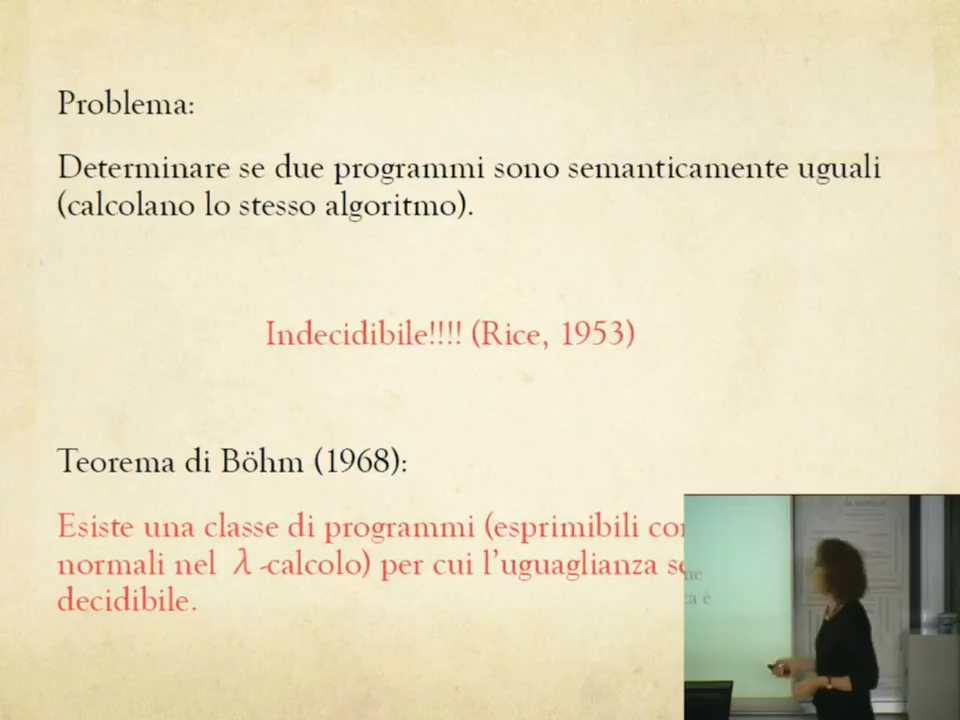 Problema:
Determinare se due programmi sono semanticamente uguali
(calcolano lo stesso algoritmo).
Indecidibile!!!! (Rice, 1953)
Teorema di Böhm (1968):
Esiste una classe di programmi (esprimibili
normali nel λ-calcolo) per cui l'uguaglianza
decidibile.